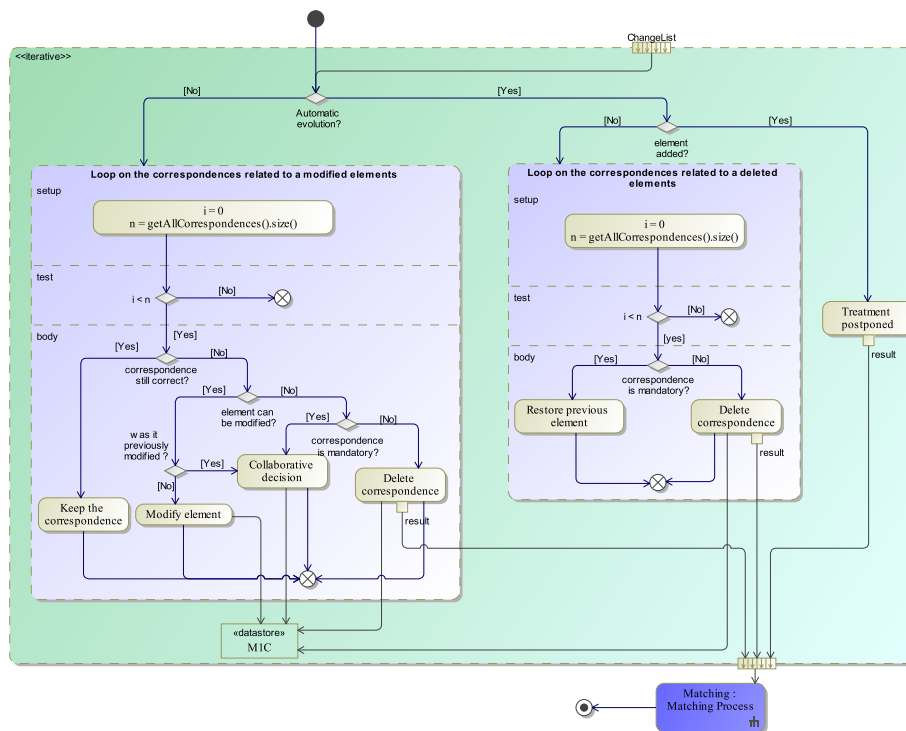 ChangeList
<<iterative>>
[No]
[Yes]
Automatic
evolution?
[No]
[Yes]
element
added?
Loop on the correspondences related to a modified elements
setup
i = 0
n = getAllCorrespondences().size()
test
i < n
[No]
[Yes]
body
[Yes]
[No]
correspondence
still correct?
[Yes]
[No]
element can
be modified?
[Yes]
[No]
correspondence
is mandatory?
was it
previously
modified ?
[Yes]
[No]
Collaborative
decision
Delete
correspondence
result
Keep the
correspondence
Modify element
Loop on the correspondences related to a deleted
elements
setup
i = 0
n = getAllCorrespondences().size()
test
i < n
[No]
[yes]
body
[Yes]
[No]
correspondence
is mandatory?
Restore previous
element
Delete
correspondence
result
Treatment
postponed
result
«datastore»
M1C
Matching :
Matching Process